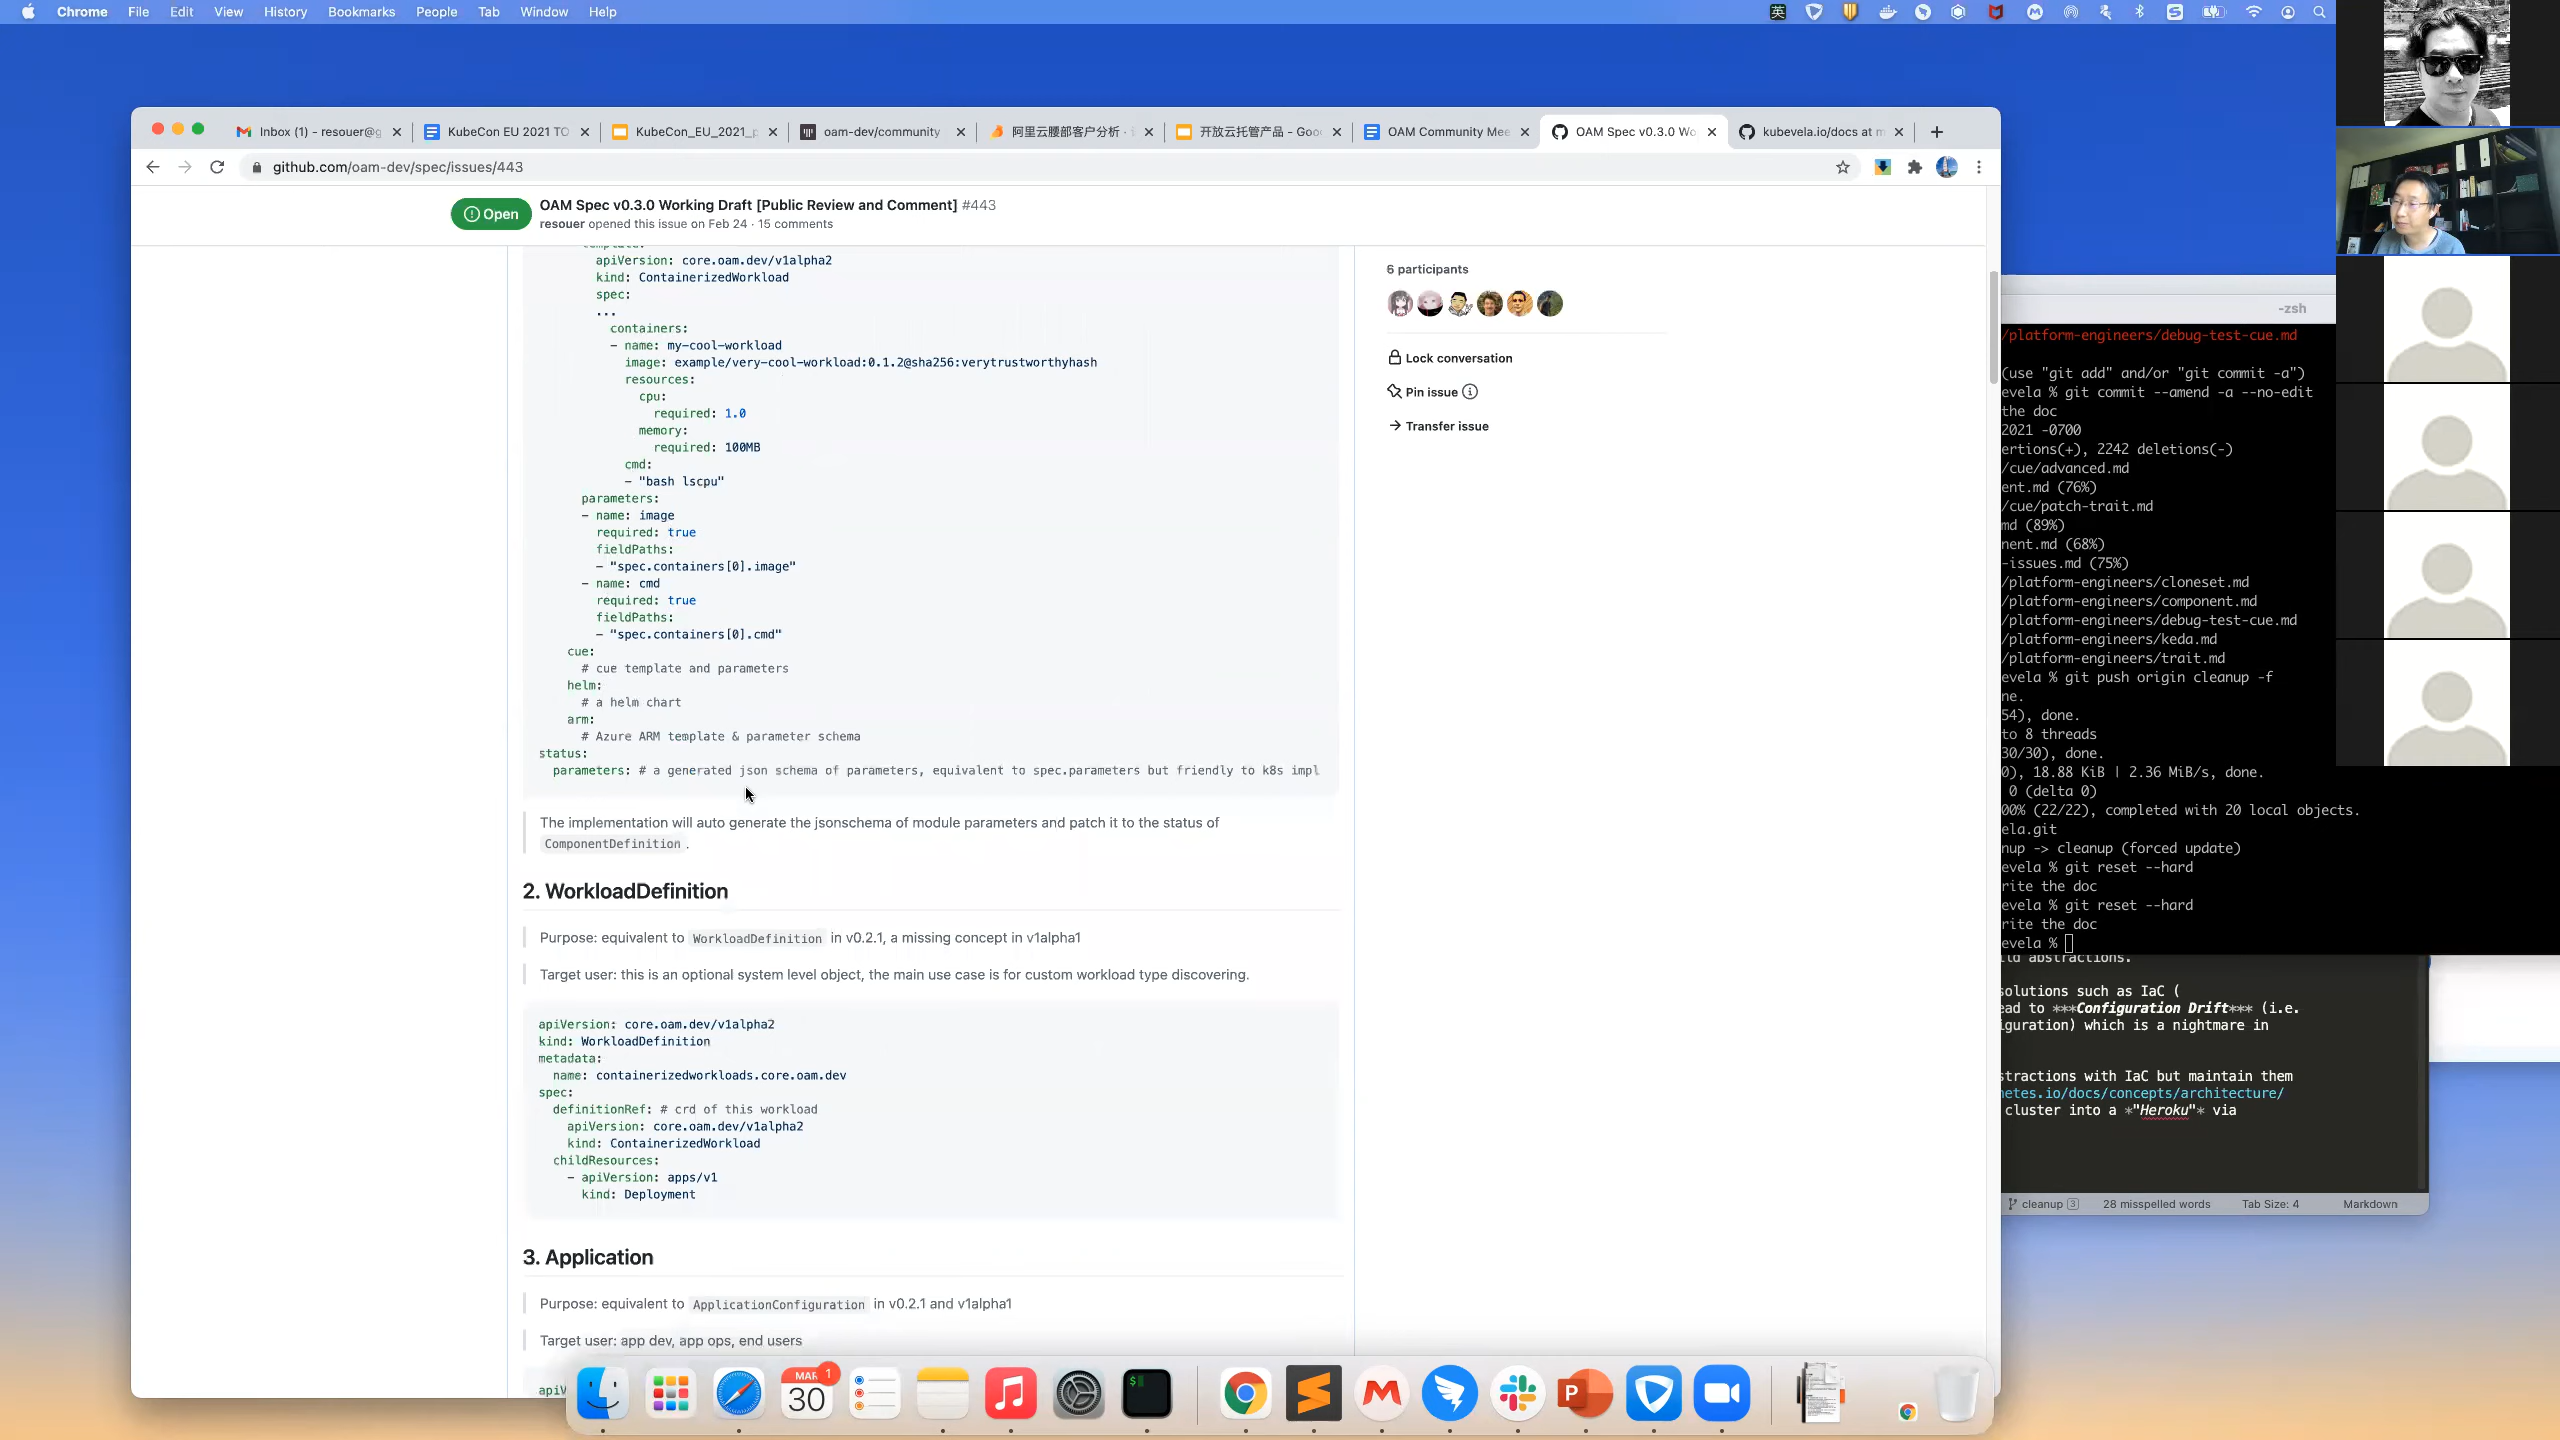 Chrome File Edit View History Bookmarks People Tab Window Help
英
Inbox (1) - resouer@g
KubeCon EU 2021 TO
KubeCon_EU_2021_p
oam-dev/community
阿里云腰部客户分析 ·
开放云托管产品 - Goo
OAM Community Mee
OAM Spec v0.3.0 Wo
kubevela.io/docs at m
github.com/oam-dev/spec/issues/443
Open
OAM Spec v0.3.0 Working Draft [Public Review and Comment] #443
resouer opened this issue on Feb 24 · 15 comments
template:
apiVersion: core.oam.dev/v1alpha2
kind: ContainerizedWorkload
spec:
...
containers:
- name: my-cool-workload
image: example/very-cool-workload:0.1.2@sha256:verytrustworthyhash
resources:
cpu:
required: 1.0
memory:
required: 100MB
cmd:
- "bash lscpu"
parameters:
- name: image
required: true
fieldPaths:
- "spec.containers[0].image"
- name: cmd
required: true
fieldPaths:
- "spec.containers[0].cmd"
cue:
# cue template and parameters
helm:
# a helm chart
arm:
# Azure ARM template & parameter schema
status:
parameters: # a generated json schema of parameters, equivalent to spec.parameters but friendly to k8s impl
The implementation will auto generate the jsonschema of module parameters and patch it to the status of
ComponentDefinition .
2. WorkloadDefinition
Purpose: equivalent to WorkloadDefinition in v0.2.1, a missing concept in v1alpha1
Target user: this is an optional system level object, the main use case is for custom workload type discovering.
apiVersion: core.oam.dev/v1alpha2
kind: WorkloadDefinition
metadata:
name: containerizedworkloads.core.oam.dev
spec:
definitionRef: # crd of this workload
apiVersion: core.oam.dev/v1alpha2
kind: ContainerizedWorkload
childResources:
- apiVersion: apps/v1
kind: Deployment
3. Application
Purpose: equivalent to ApplicationConfiguration in v0.2.1 and v1alpha1
Target user: app dev, app ops, end users
apiV
6 participants
Lock conversation
Pin issue
Transfer issue
-zsh
/platform-engineers/debug-test-cue.md
(use "git add" and/or "git commit -a")
evela % git commit --amend -a --no-edit
the doc
2021 -0700
ertions(+), 2242 deletions(-)
/cue/advanced.md
ent.md (76%)
/cue/patch-trait.md
md (89%)
nent.md (68%)
-issues.md (75%)
/platform-engineers/cloneset.md
/platform-engineers/component.md
/platform-engineers/debug-test-cue.md
/platform-engineers/keda.md
/platform-engineers/trait.md
evela % git push origin cleanup -f
ne.
54), done.
to 8 threads
30/30), done.
0), 18.88 KiB | 2.36 MiB/s, done.
0 (delta 0)
00% (22/22), completed with 20 local objects.
ela.git
nup -> cleanup (forced update)
evela % git reset --hard
rite the doc
evela % git reset --hard
rite the doc
evela %
ild abstractions.
solutions such as IaC (
ead to ***Configuration Drift*** (i.e.
iguration) which is a nightmare in
stractions with IaC but maintain them
netes.io/docs/concepts/architecture/
cluster into a *"Heroku"* via
cleanup 3 28 misspelled words Tab Size: 4 Markdown
MAR
30
1